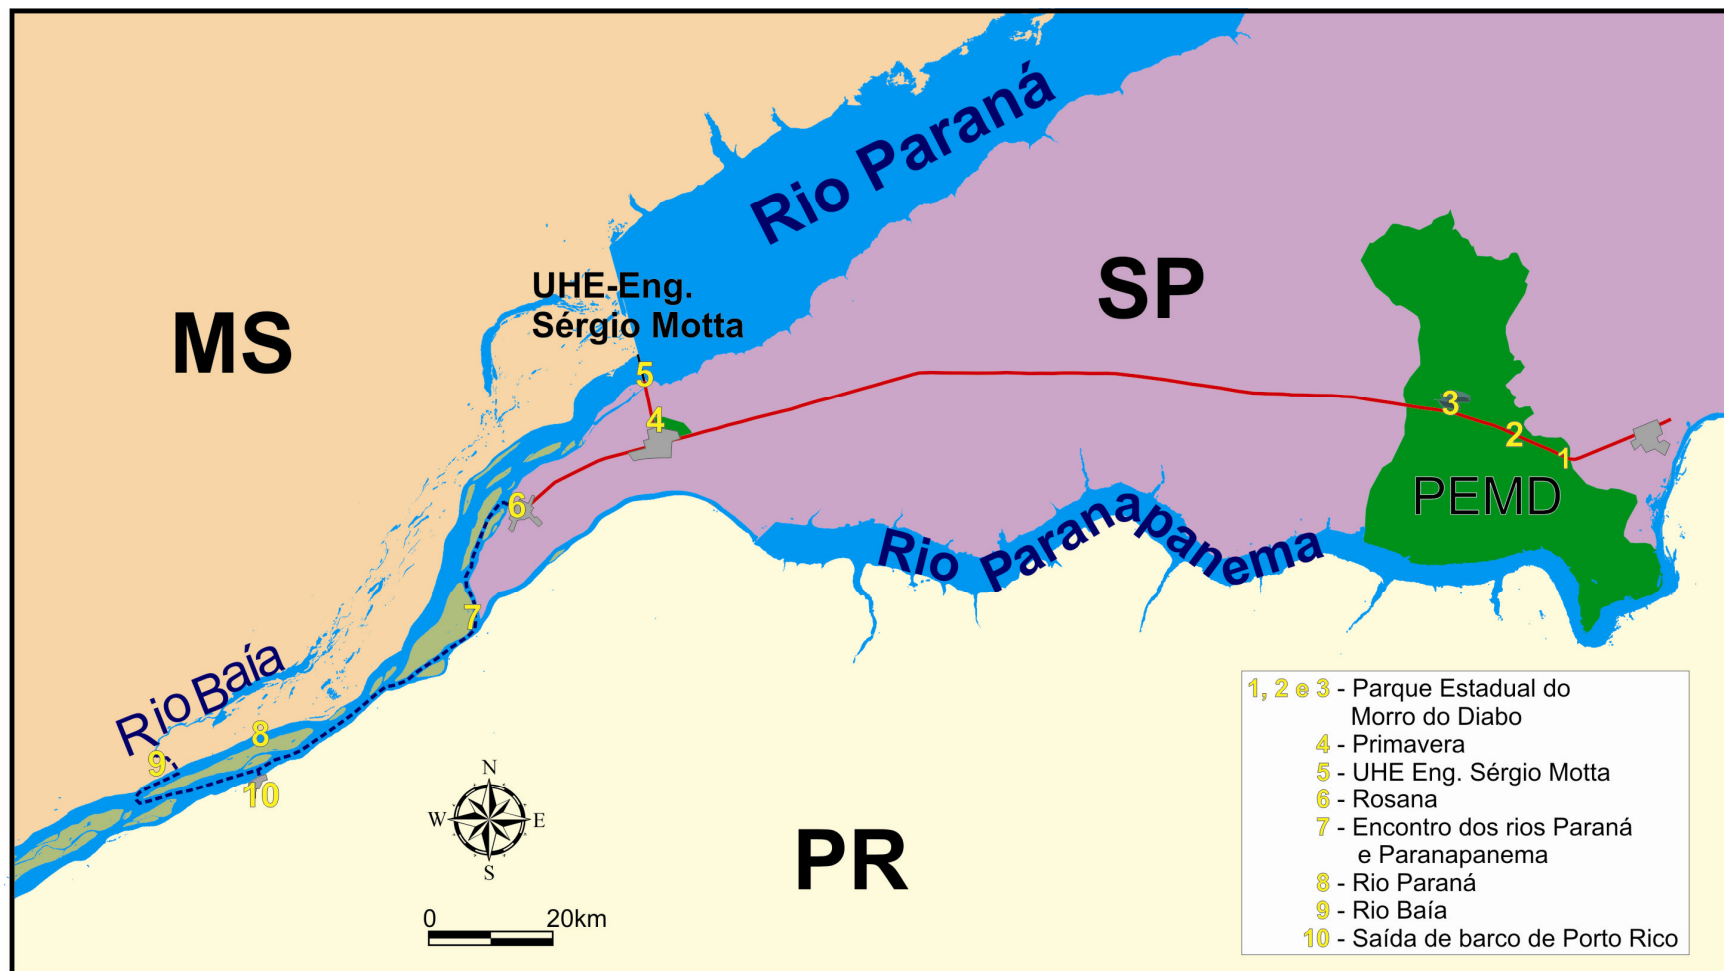 Rio Paraná
UHE-Eng.
Sérgio Motta
MS
SP
5
4
3
2
1
6
PEMD
Rio Paranapanema
7
Rio Baía
8
9
10
N
W
E
S
PR
0
20km
1, 2 e 3 - Parque Estadual do
Morro do Diabo
4 - Primavera
5 - UHE Eng. Sérgio Motta
6 - Rosana
7 - Encontro dos rios Paraná
e Paranapanema
8 - Rio Paraná
9 - Rio Baía
10 - Saída de barco de Porto Rico